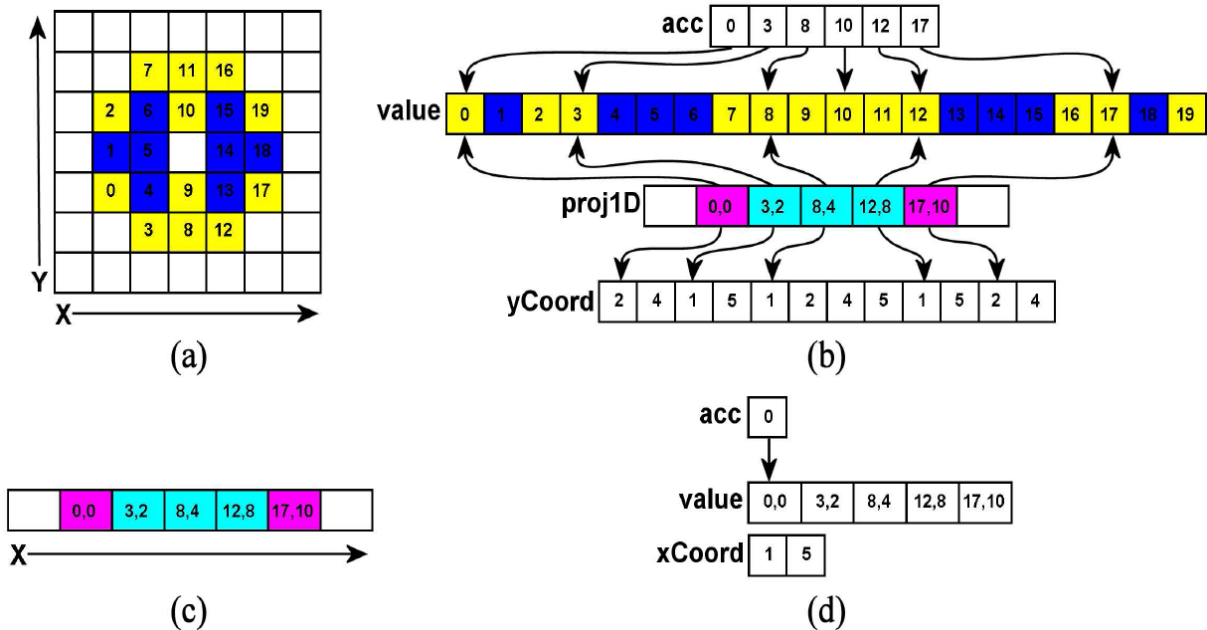 7 11 16
2 6 10 15 19
1 5 14 18
0 4 9 13 17
3 8 12
Y
X
(a)
acc 0 3 8 10 12 17
value 0 1 2 3 4 5 6 7 8 9 10 11 12 13 14 15 16 17 18 19
proj1D 0,0 3,2 8,4 12,8 17,10
yCoord 2 4 1 5 1 2 4 5 1 5 2 4
(b)
0,0 3,2 8,4 12,8 17,10
X
(c)
acc 0
value 0,0 3,2 8,4 12,8 17,10
xCoord 1 5
(d)